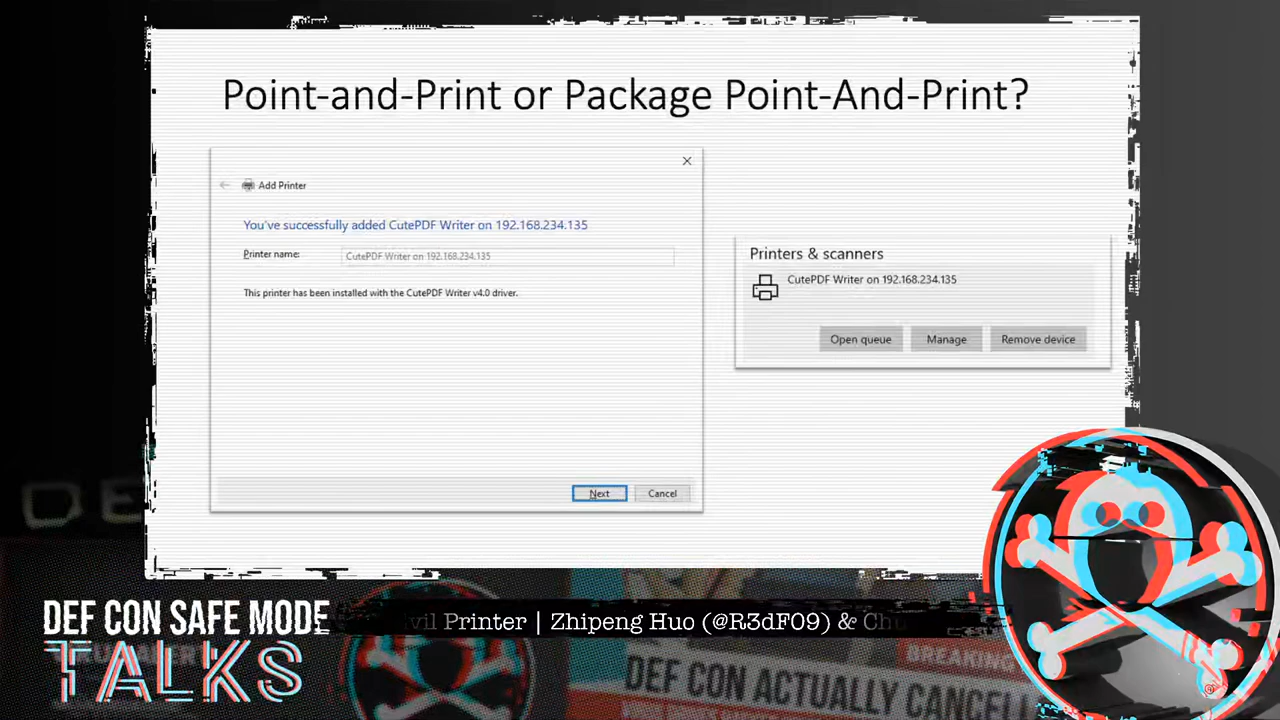 Point-and-Print or Package Point-And-Print?
Add Printer
You've successfully added CutePDF Writer on 192.168.234.135
Printer name:
CutePDF Writer on 192.168.234.135
This printer has been installed with the CutePDF Writer v4.0 driver.
Next
Cancel
Printers & scanners
CutePDF Writer on 192.168.234.135
Open queue
Manage
Remove device
DEF CON SAFE MODE
TALKS
vil Printer | Zhipeng Huo (@R3dF09) & Ch
BREAKING
DEF CON ACTUALLY CANCELL